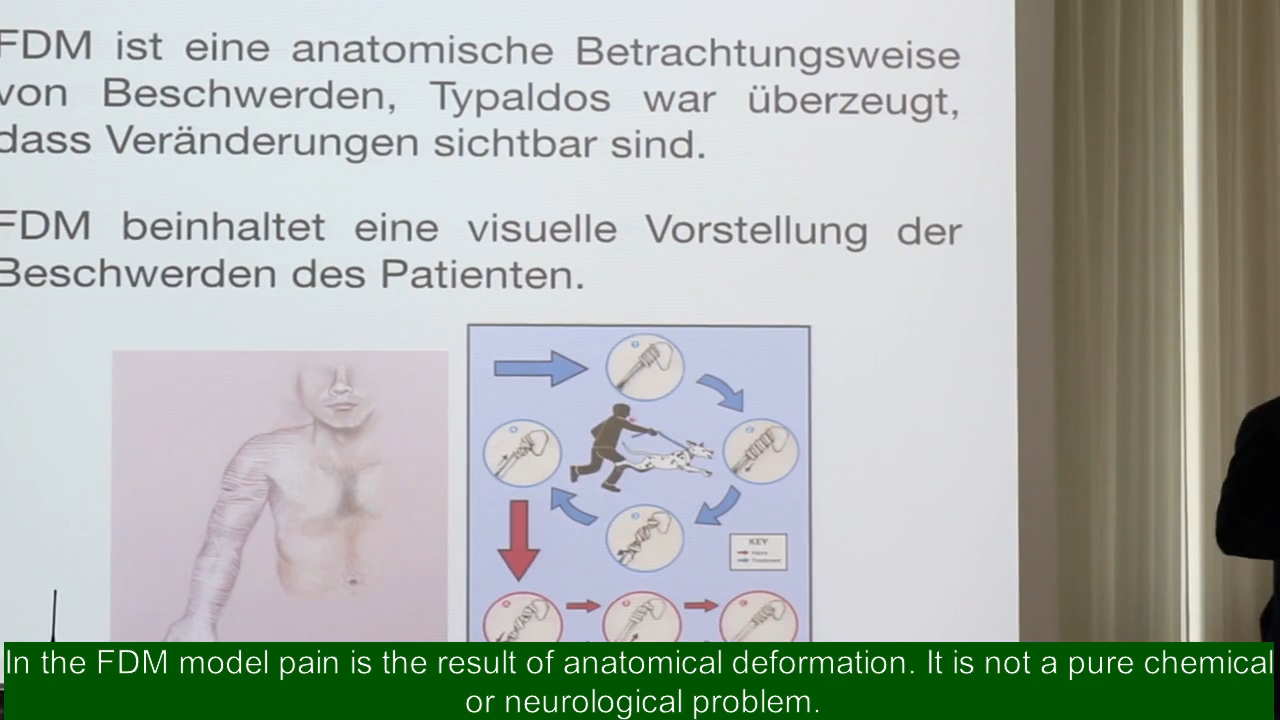 FDM ist eine anatomische Betrachtungsweise
von Beschwerden, Typaldos war überzeugt,
dass Veränderungen sichtbar sind.
FDM beinhaltet eine visuelle Vorstellung der
Beschwerden des Patienten.
KEY
Injury
Treatment
In the FDM model pain is the result of anatomical deformation. It is not a pure chemical
or neurological problem.